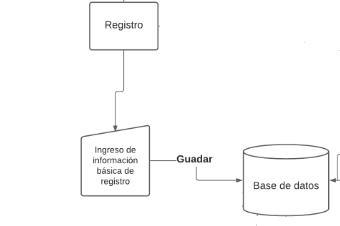 Registro
Ingreso de
información
básica de
registro
Guadar
Base de datos